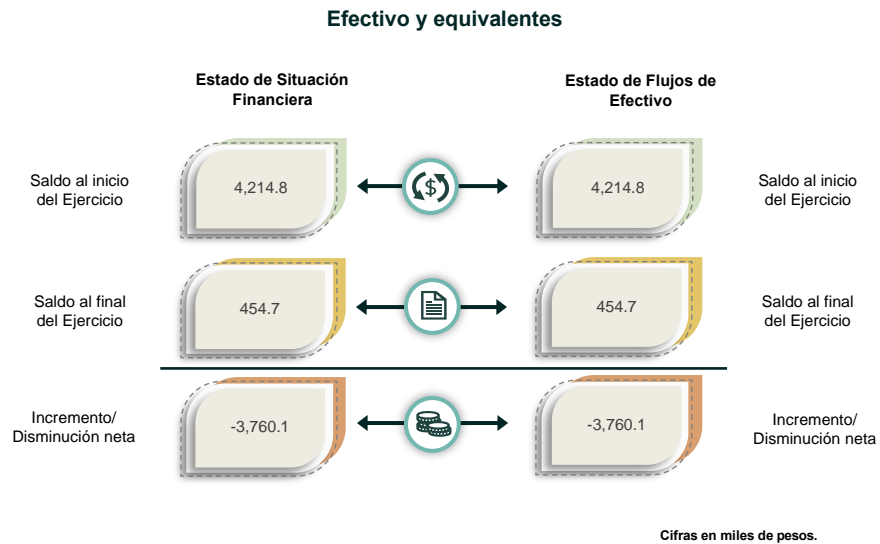 Efectivo y equivalentes
Estado de Situación
Financiera
Estado de Flujos de
Efectivo
Saldo al inicio
del Ejercicio
4,214.8
$
4,214.8
Saldo al inicio
del Ejercicio
Saldo al final
del Ejercicio
454.7
454.7
Saldo al final
del Ejercicio
Incremento/
Disminución neta
-3,760.1
-3,760.1
Incremento/
Disminución neta
Cifras en miles de pesos.